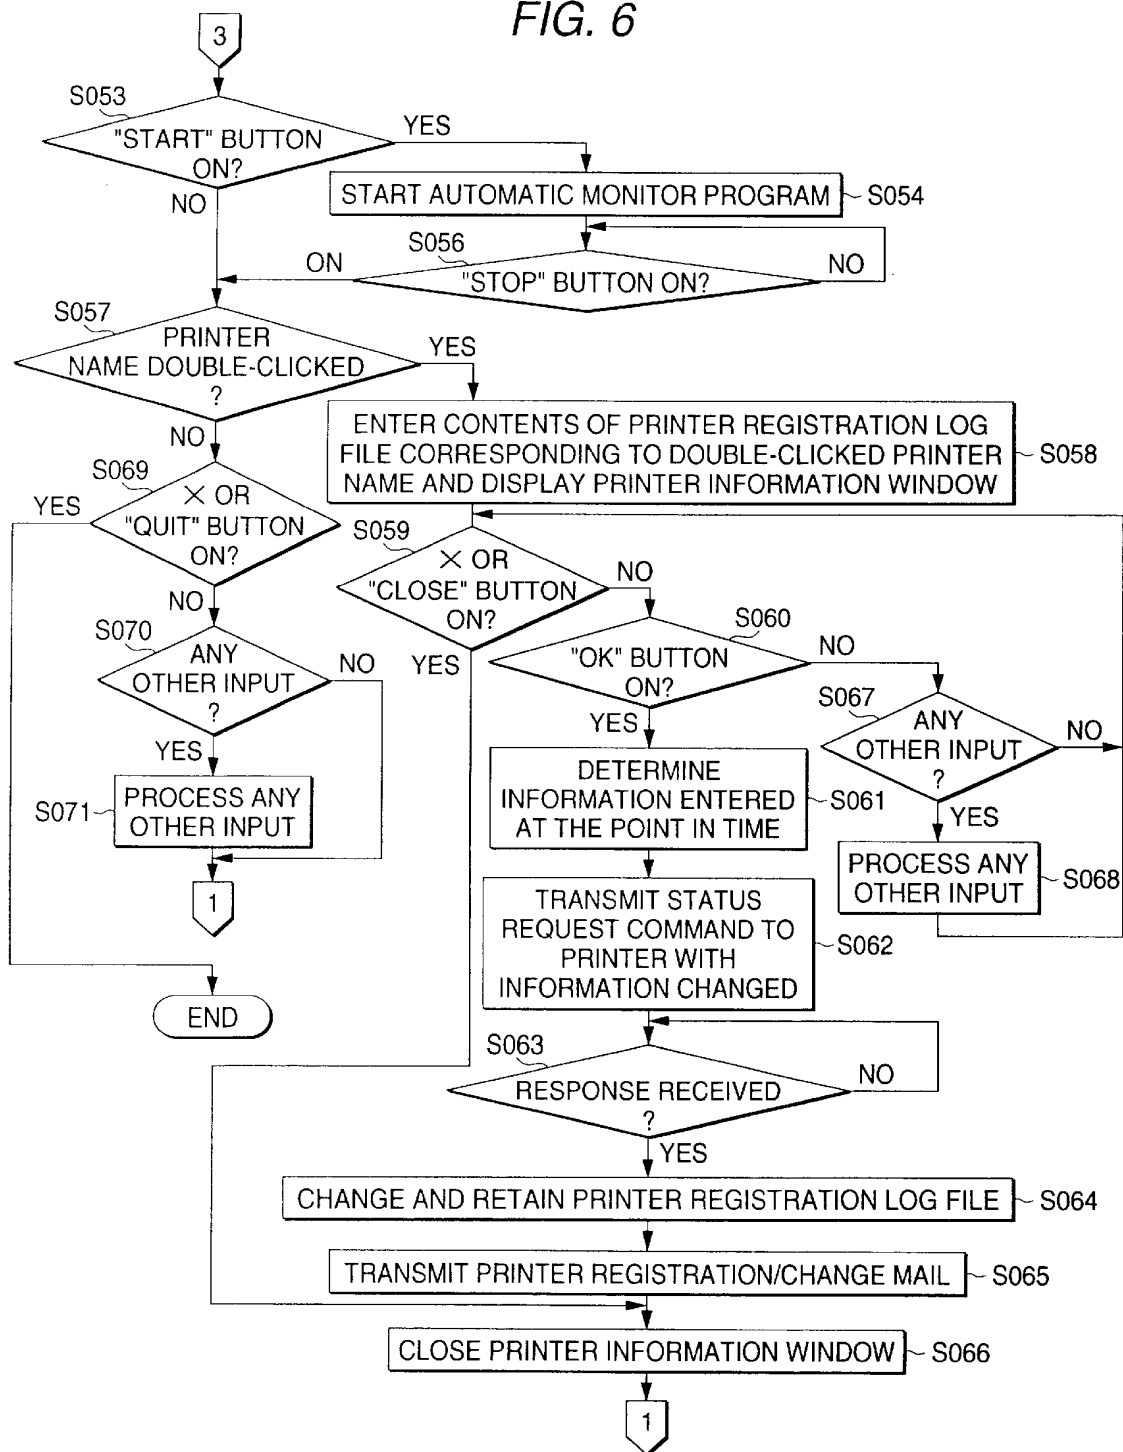 FIG. 6
3
S053
"START" BUTTON
ON?
YES
NO
START AUTOMATIC MONITOR PROGRAM
S054
S056
"STOP" BUTTON ON?
ON
NO
S057
PRINTER
NAME DOUBLE-CLICKED
?
YES
NO
ENTER CONTENTS OF PRINTER REGISTRATION LOG
FILE CORRESPONDING TO DOUBLE-CLICKED PRINTER
NAME AND DISPLAY PRINTER INFORMATION WINDOW
S058
S069
× OR
"QUIT" BUTTON
ON?
YES
NO
S059
× OR
"CLOSE" BUTTON
ON?
NO
YES
S070
ANY
OTHER INPUT
?
NO
YES
S071
PROCESS ANY
OTHER INPUT
1
END
S060
"OK" BUTTON
ON?
NO
YES
S067
ANY
OTHER INPUT
?
NO
YES
PROCESS ANY
OTHER INPUT
S068
DETERMINE
INFORMATION ENTERED
AT THE POINT IN TIME
S061
TRANSMIT STATUS
REQUEST COMMAND TO
PRINTER WITH
INFORMATION CHANGED
S062
S063
RESPONSE RECEIVED
?
NO
YES
CHANGE AND RETAIN PRINTER REGISTRATION LOG FILE
S064
TRANSMIT PRINTER REGISTRATION/CHANGE MAIL
S065
CLOSE PRINTER INFORMATION WINDOW
S066
1